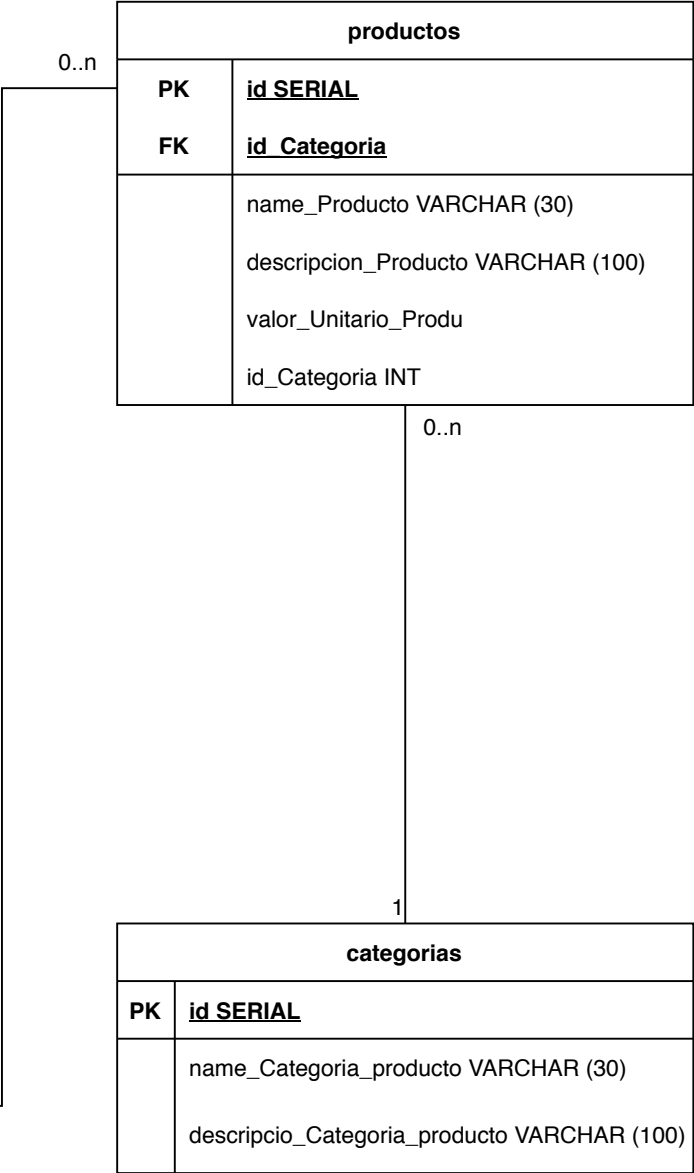 productos
0..n
PK id SERIAL
FK id_Categoria
name_Producto VARCHAR (30)
descripcion_Producto VARCHAR (100)
valor_Unitario_Produ
id_Categoria INT
0..n
1
categorias
PK id SERIAL
name_Categoria_producto VARCHAR (30)
descripcio_Categoria_producto VARCHAR (100)